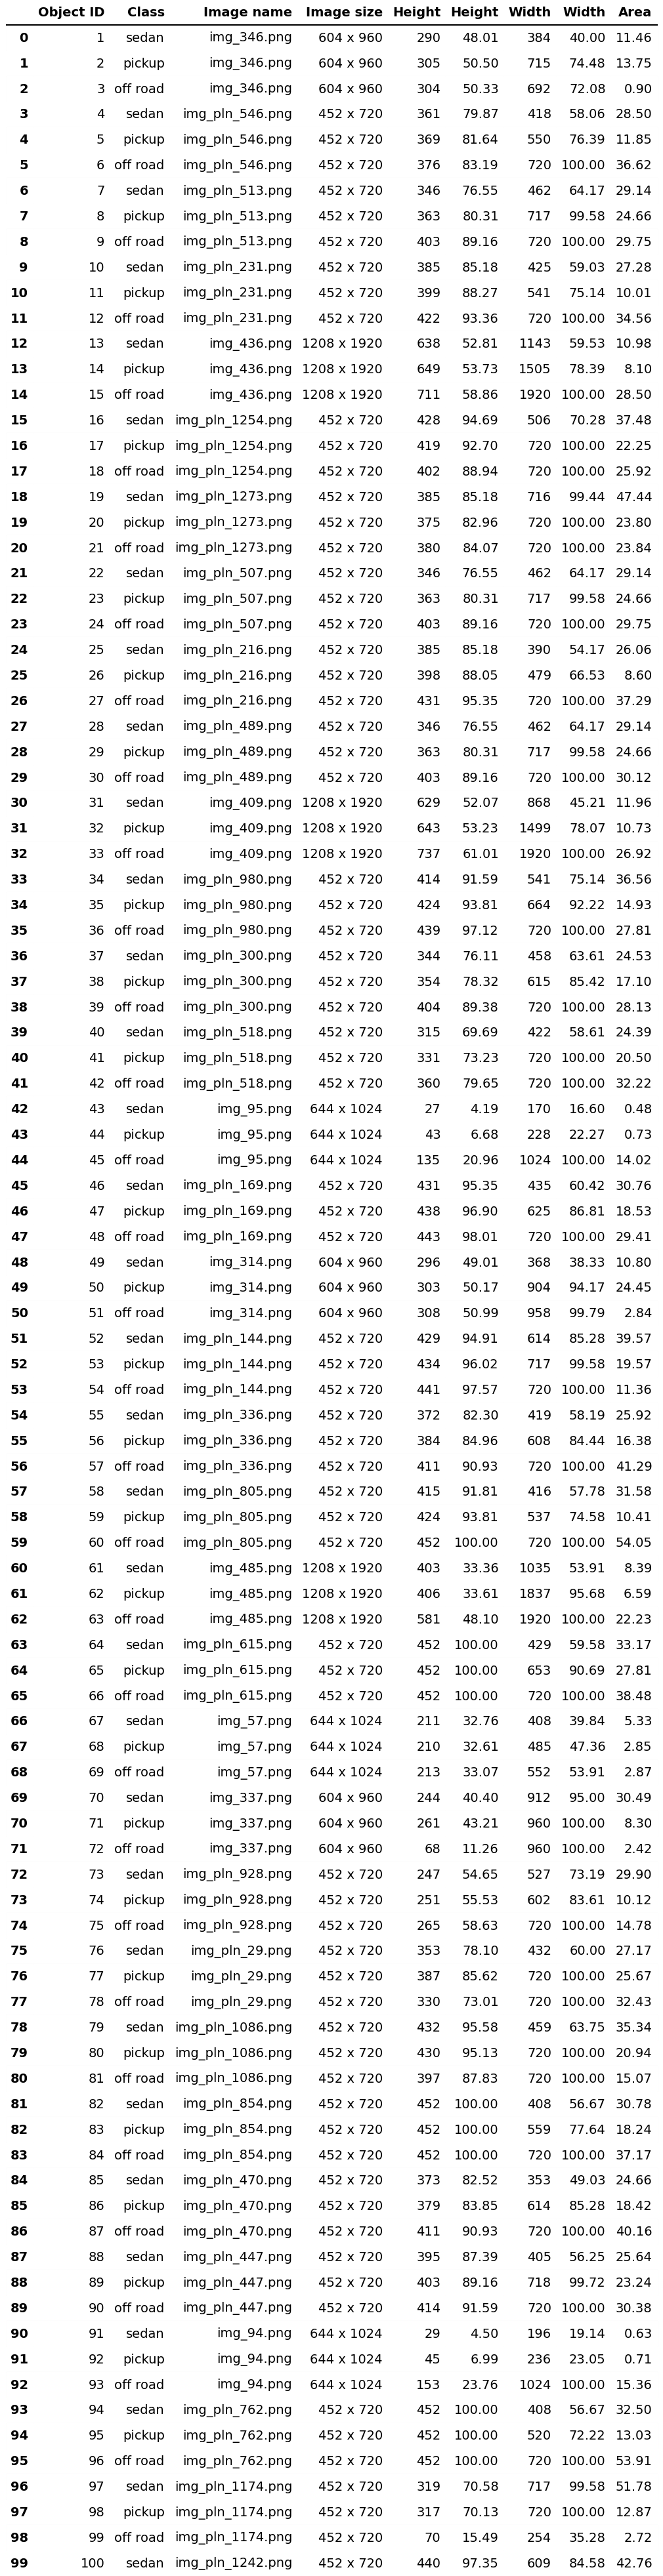 Object ID Class Image name Image size Height Height Width Width Area
0 1 sedan img_346.png 604 x 960 290 48.01 384 40.00 11.46
1 2 pickup img_346.png 604 x 960 305 50.50 715 74.48 13.75
2 3 off road img_346.png 604 x 960 304 50.33 692 72.08 0.90
3 4 sedan img_pln_546.png 452 x 720 361 79.87 418 58.06 28.50
4 5 pickup img_pln_546.png 452 x 720 369 81.64 550 76.39 11.85
5 6 off road img_pln_546.png 452 x 720 376 83.19 720 100.00 36.62
6 7 sedan img_pln_513.png 452 x 720 346 76.55 462 64.17 29.14
7 8 pickup img_pln_513.png 452 x 720 363 80.31 717 99.58 24.66
8 9 off road img_pln_513.png 452 x 720 403 89.16 720 100.00 29.75
9 10 sedan img_pln_231.png 452 x 720 385 85.18 425 59.03 27.28
10 11 pickup img_pln_231.png 452 x 720 399 88.27 541 75.14 10.01
11 12 off road img_pln_231.png 452 x 720 422 93.36 720 100.00 34.56
12 13 sedan img_436.png 1208 x 1920 638 52.81 1143 59.53 10.98
13 14 pickup img_436.png 1208 x 1920 649 53.73 1505 78.39 8.10
14 15 off road img_436.png 1208 x 1920 711 58.86 1920 100.00 28.50
15 16 sedan img_pln_1254.png 452 x 720 428 94.69 506 70.28 37.48
16 17 pickup img_pln_1254.png 452 x 720 419 92.70 720 100.00 22.25
17 18 off road img_pln_1254.png 452 x 720 402 88.94 720 100.00 25.92
18 19 sedan img_pln_1273.png 452 x 720 385 85.18 716 99.44 47.44
19 20 pickup img_pln_1273.png 452 x 720 375 82.96 720 100.00 23.80
20 21 off road img_pln_1273.png 452 x 720 380 84.07 720 100.00 23.84
21 22 sedan img_pln_507.png 452 x 720 346 76.55 462 64.17 29.14
22 23 pickup img_pln_507.png 452 x 720 363 80.31 717 99.58 24.66
23 24 off road img_pln_507.png 452 x 720 403 89.16 720 100.00 29.75
24 25 sedan img_pln_216.png 452 x 720 385 85.18 390 54.17 26.06
25 26 pickup img_pln_216.png 452 x 720 398 88.05 479 66.53 8.60
26 27 off road img_pln_216.png 452 x 720 431 95.35 720 100.00 37.29
27 28 sedan img_pln_489.png 452 x 720 346 76.55 462 64.17 29.14
28 29 pickup img_pln_489.png 452 x 720 363 80.31 717 99.58 24.66
29 30 off road img_pln_489.png 452 x 720 403 89.16 720 100.00 30.12
30 31 sedan img_409.png 1208 x 1920 629 52.07 868 45.21 11.96
31 32 pickup img_409.png 1208 x 1920 643 53.23 1499 78.07 10.73
32 33 off road img_409.png 1208 x 1920 737 61.01 1920 100.00 26.92
33 34 sedan img_pln_980.png 452 x 720 414 91.59 541 75.14 36.56
34 35 pickup img_pln_980.png 452 x 720 424 93.81 664 92.22 14.93
35 36 off road img_pln_980.png 452 x 720 439 97.12 720 100.00 27.81
36 37 sedan img_pln_300.png 452 x 720 344 76.11 458 63.61 24.53
37 38 pickup img_pln_300.png 452 x 720 354 78.32 615 85.42 17.10
38 39 off road img_pln_300.png 452 x 720 404 89.38 720 100.00 28.13
39 40 sedan img_pln_518.png 452 x 720 315 69.69 422 58.61 24.39
40 41 pickup img_pln_518.png 452 x 720 331 73.23 720 100.00 20.50
41 42 off road img_pln_518.png 452 x 720 360 79.65 720 100.00 32.22
42 43 sedan img_95.png 644 x 1024 27 4.19 170 16.60 0.48
43 44 pickup img_95.png 644 x 1024 43 6.68 228 22.27 0.73
44 45 off road img_95.png 644 x 1024 135 20.96 1024 100.00 14.02
45 46 sedan img_pln_169.png 452 x 720 431 95.35 435 60.42 30.76
46 47 pickup img_pln_169.png 452 x 720 438 96.90 625 86.81 18.53
47 48 off road img_pln_169.png 452 x 720 443 98.01 720 100.00 29.41
48 49 sedan img_314.png 604 x 960 296 49.01 368 38.33 10.80
49 50 pickup img_314.png 604 x 960 303 50.17 904 94.17 24.45
50 51 off road img_314.png 604 x 960 308 50.99 958 99.79 2.84
51 52 sedan img_pln_144.png 452 x 720 429 94.91 614 85.28 39.57
52 53 pickup img_pln_144.png 452 x 720 434 96.02 717 99.58 19.57
53 54 off road img_pln_144.png 452 x 720 441 97.57 720 100.00 11.36
54 55 sedan img_pln_336.png 452 x 720 372 82.30 419 58.19 25.92
55 56 pickup img_pln_336.png 452 x 720 384 84.96 608 84.44 16.38
56 57 off road img_pln_336.png 452 x 720 411 90.93 720 100.00 41.29
57 58 sedan img_pln_805.png 452 x 720 415 91.81 416 57.78 31.58
58 59 pickup img_pln_805.png 452 x 720 424 93.81 537 74.58 10.41
59 60 off road img_pln_805.png 452 x 720 452 100.00 720 100.00 54.05
60 61 sedan img_485.png 1208 x 1920 403 33.36 1035 53.91 8.39
61 62 pickup img_485.png 1208 x 1920 406 33.61 1837 95.68 6.59
62 63 off road img_485.png 1208 x 1920 581 48.10 1920 100.00 22.23
63 64 sedan img_pln_615.png 452 x 720 452 100.00 429 59.58 33.17
64 65 pickup img_pln_615.png 452 x 720 452 100.00 653 90.69 27.81
65 66 off road img_pln_615.png 452 x 720 452 100.00 720 100.00 38.48
66 67 sedan img_57.png 644 x 1024 211 32.76 408 39.84 5.33
67 68 pickup img_57.png 644 x 1024 210 32.61 485 47.36 2.85
68 69 off road img_57.png 644 x 1024 213 33.07 552 53.91 2.87
69 70 sedan img_337.png 604 x 960 244 40.40 912 95.00 30.49
70 71 pickup img_337.png 604 x 960 261 43.21 960 100.00 8.30
71 72 off road img_337.png 604 x 960 68 11.26 960 100.00 2.42
72 73 sedan img_pln_928.png 452 x 720 247 54.65 527 73.19 29.90
73 74 pickup img_pln_928.png 452 x 720 251 55.53 602 83.61 10.12
74 75 off road img_pln_928.png 452 x 720 265 58.63 720 100.00 14.78
75 76 sedan img_pln_29.png 452 x 720 353 78.10 432 60.00 27.17
76 77 pickup img_pln_29.png 452 x 720 387 85.62 720 100.00 25.67
77 78 off road img_pln_29.png 452 x 720 330 73.01 720 100.00 32.43
78 79 sedan img_pln_1086.png 452 x 720 432 95.58 459 63.75 35.34
79 80 pickup img_pln_1086.png 452 x 720 430 95.13 720 100.00 20.94
80 81 off road img_pln_1086.png 452 x 720 397 87.83 720 100.00 15.07
81 82 sedan img_pln_854.png 452 x 720 452 100.00 408 56.67 30.78
82 83 pickup img_pln_854.png 452 x 720 452 100.00 559 77.64 18.24
83 84 off road img_pln_854.png 452 x 720 452 100.00 720 100.00 37.17
84 85 sedan img_pln_470.png 452 x 720 373 82.52 353 49.03 24.66
85 86 pickup img_pln_470.png 452 x 720 379 83.85 614 85.28 18.42
86 87 off road img_pln_470.png 452 x 720 411 90.93 720 100.00 40.16
87 88 sedan img_pln_447.png 452 x 720 395 87.39 405 56.25 25.64
88 89 pickup img_pln_447.png 452 x 720 403 89.16 718 99.72 23.24
89 90 off road img_pln_447.png 452 x 720 414 91.59 720 100.00 30.38
90 91 sedan img_94.png 644 x 1024 29 4.50 196 19.14 0.63
91 92 pickup img_94.png 644 x 1024 45 6.99 236 23.05 0.71
92 93 off road img_94.png 644 x 1024 153 23.76 1024 100.00 15.36
93 94 sedan img_pln_762.png 452 x 720 452 100.00 408 56.67 32.50
94 95 pickup img_pln_762.png 452 x 720 452 100.00 520 72.22 13.03
95 96 off road img_pln_762.png 452 x 720 452 100.00 720 100.00 53.91
96 97 sedan img_pln_1174.png 452 x 720 319 70.58 717 99.58 51.78
97 98 pickup img_pln_1174.png 452 x 720 317 70.13 720 100.00 12.87
98 99 off road img_pln_1174.png 452 x 720 70 15.49 254 35.28 2.72
99 100 sedan img_pln_1242.png 452 x 720 440 97.35 609 84.58 42.76